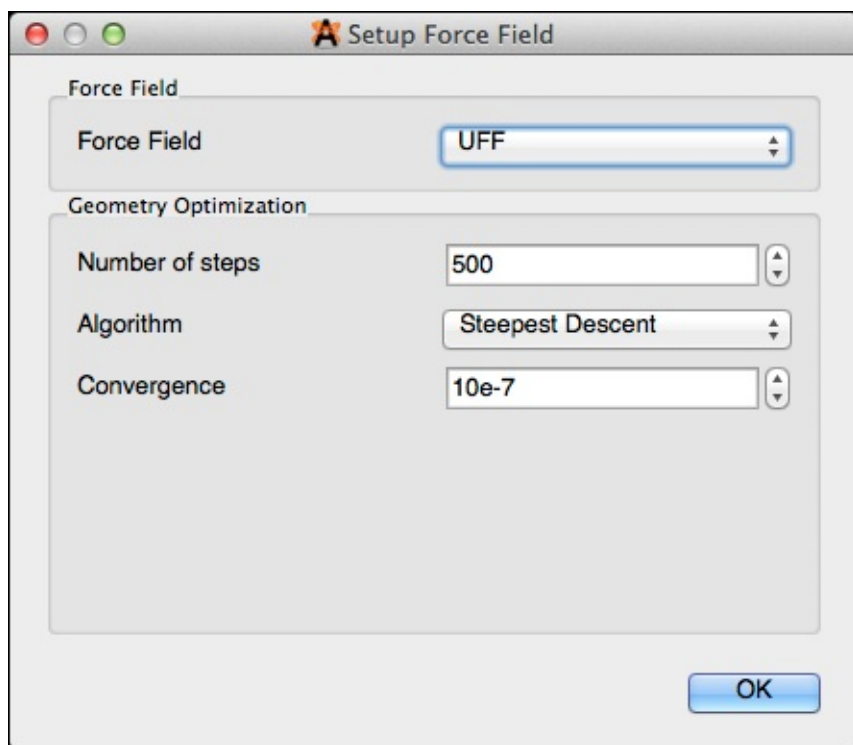 Setup Force Field
Force Field
Force Field UFF
Geometry Optimization
Number of steps 500
Algorithm Steepest Descent
Convergence 10e-7
OK